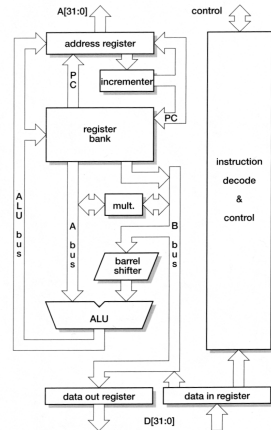 A[31:0]
control
address register
P
C
incrementer
PC
register
bank
instruction
decode
&
control
A
L
U
b
u
s
A
b
u
s
mult.
B
b
u
s
barrel
shifter
ALU
data out register
data in register
D[31:0]